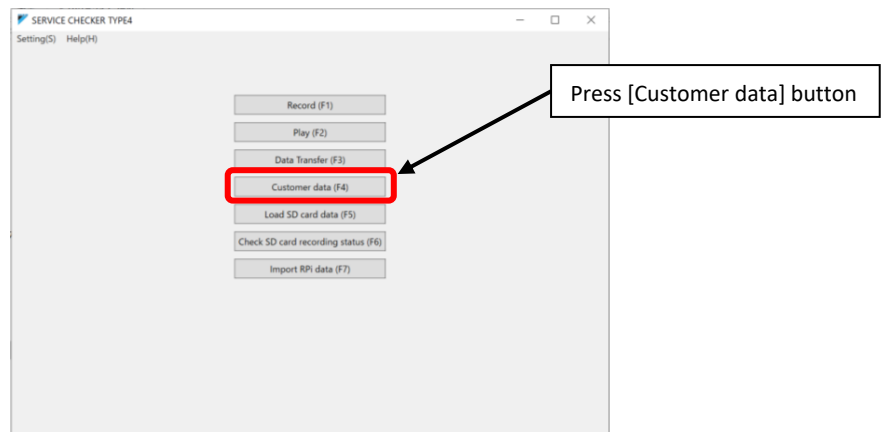 SERVICE CHECKER TYPE4
Setting(S) Help(H)
Press [Customer data] button
Record (F1)
Play (F2)
Data Transfer (F3)
Customer data (F4)
Load SD card data (F5)
Check SD card recording status (F6)
Import RPi data (F7)